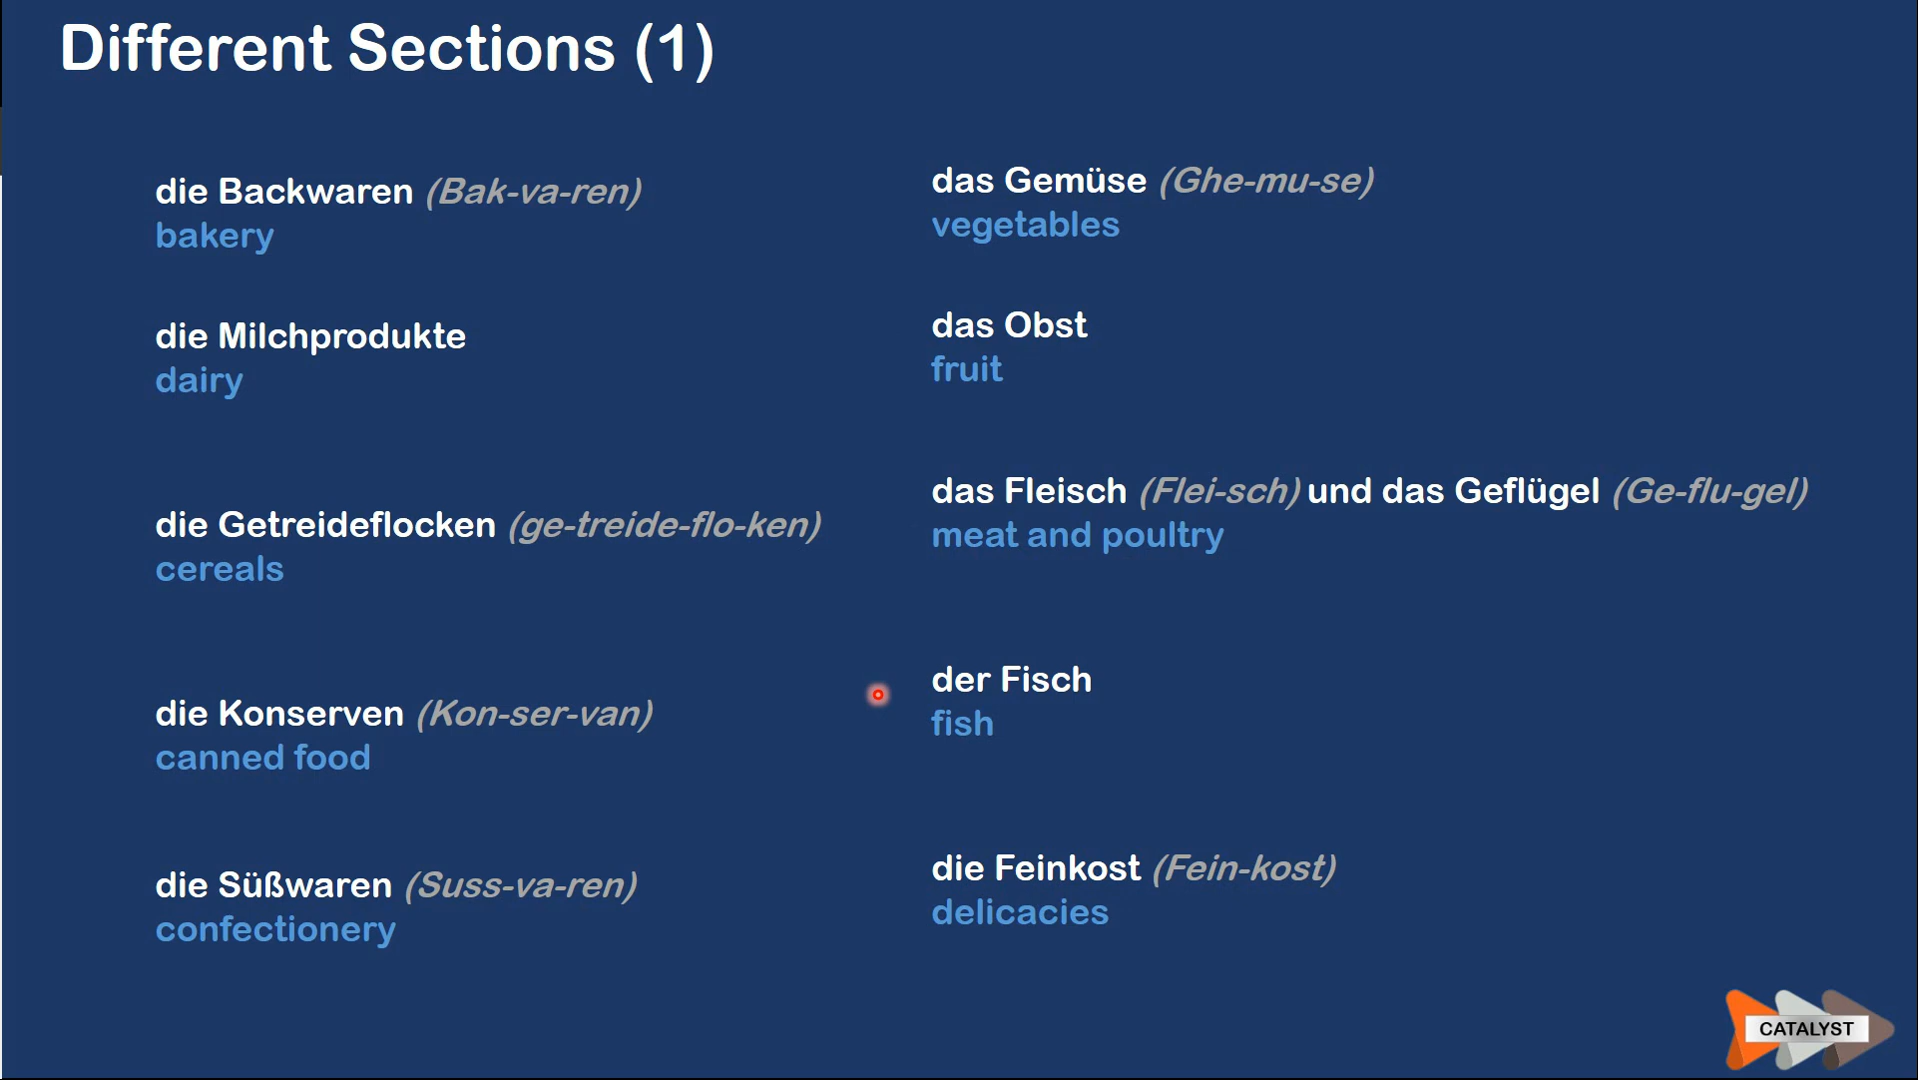 Different Sections (1)
die Backwaren (Bak-va-ren)
bakery
die Milchprodukte
dairy
die Getreideflocken (ge-treide-flo-ken)
cereals
die Konserven (Kon-ser-van)
canned food
die Süßwaren (Suss-va-ren)
confectionery
das Gemüse (Ghe-mu-se)
vegetables
das Obst
fruit
das Fleisch (Flei-sch) und das Geflügel (Ge-flu-gel)
meat and poultry
der Fisch
fish
die Feinkost (Fein-kost)
delicacies
CATALYST